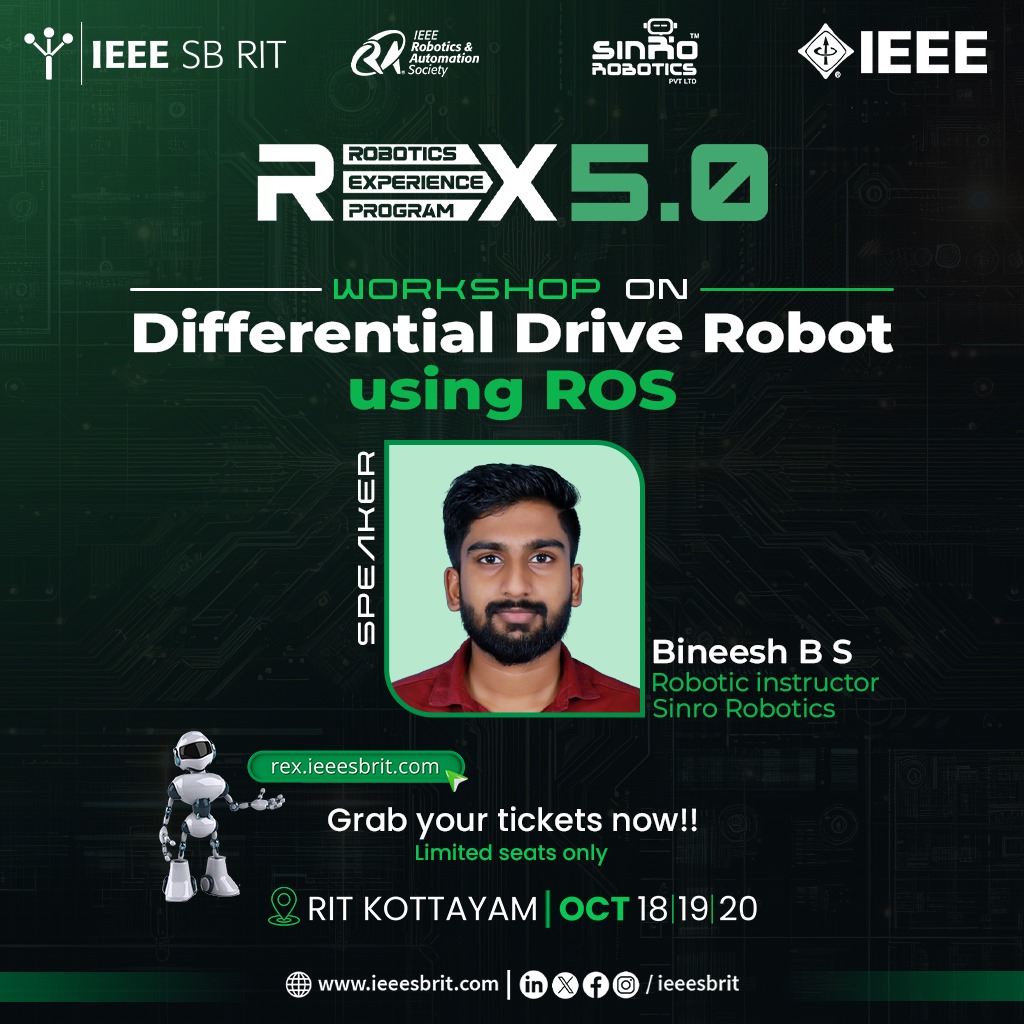 IEEE SB RIT
IEEE
Robotics &
Automation
Society
SINRO
ROBOTICS
PVT LTD
TM
IEEE
REX 5.0
ROBOTICS
EXPERIENCE
PROGRAM
WORKSHOP ON
Differential Drive Robot
using ROS
SPEAKER
Bineesh B S
Robotic instructor
Sinro Robotics
rex.ieeesbrit.com
Grab your tickets now!!
Limited seats only
RIT KOTTAYAM | OCT 18|19|20
www.ieeesbrit.com | / ieeesbrit